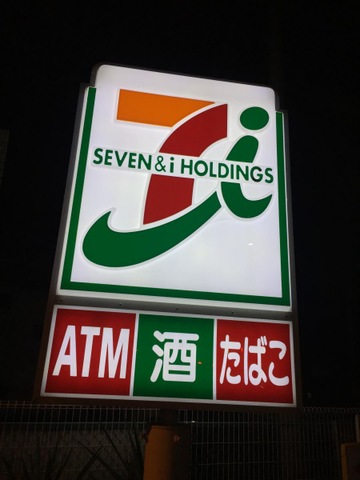 SEVEN & i HOLDINGS
ATM 酒 たばこ